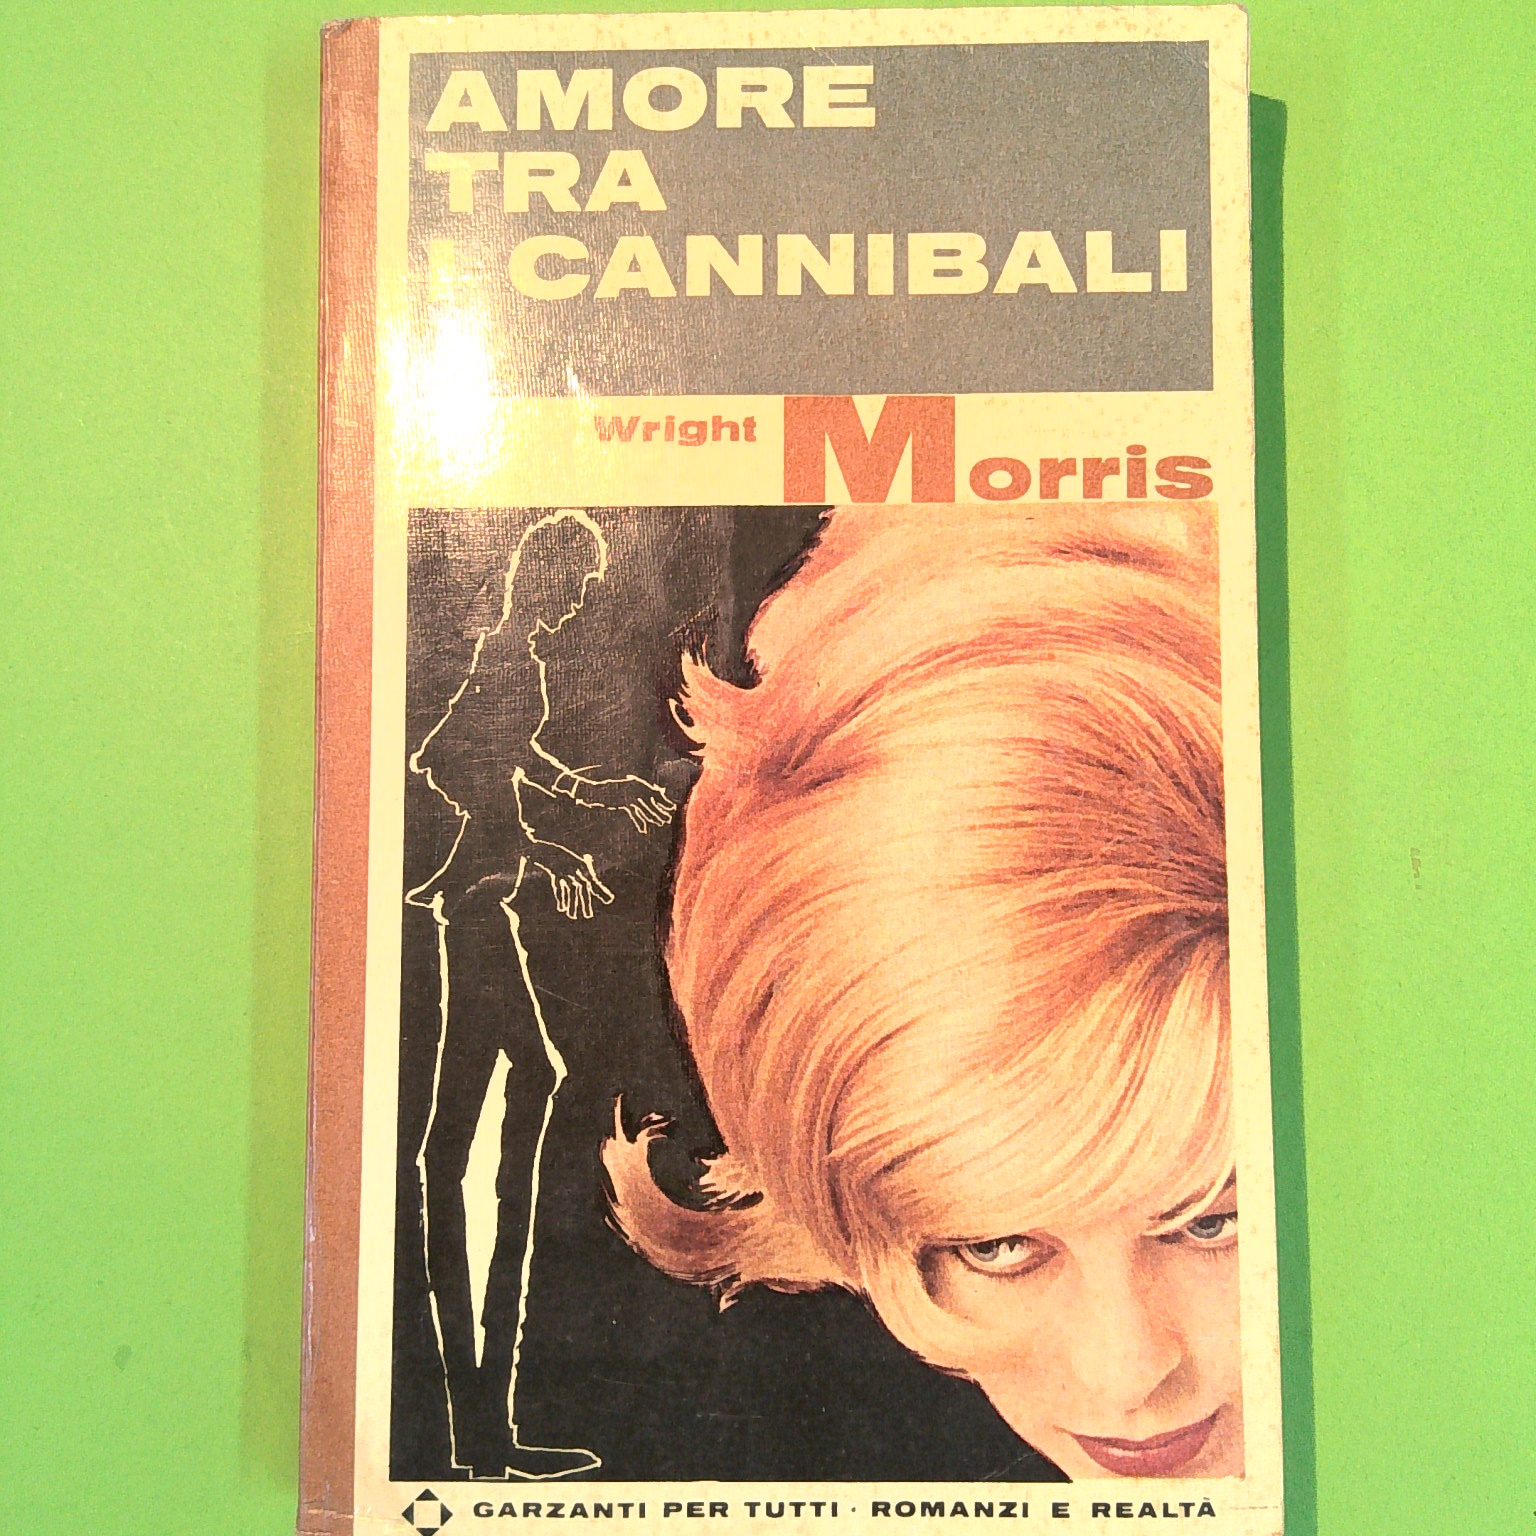 AMORE
TRA
I CANNIBALI
Wright Morris
GARZANTI PER TUTTI · ROMANZI E REALTÀ